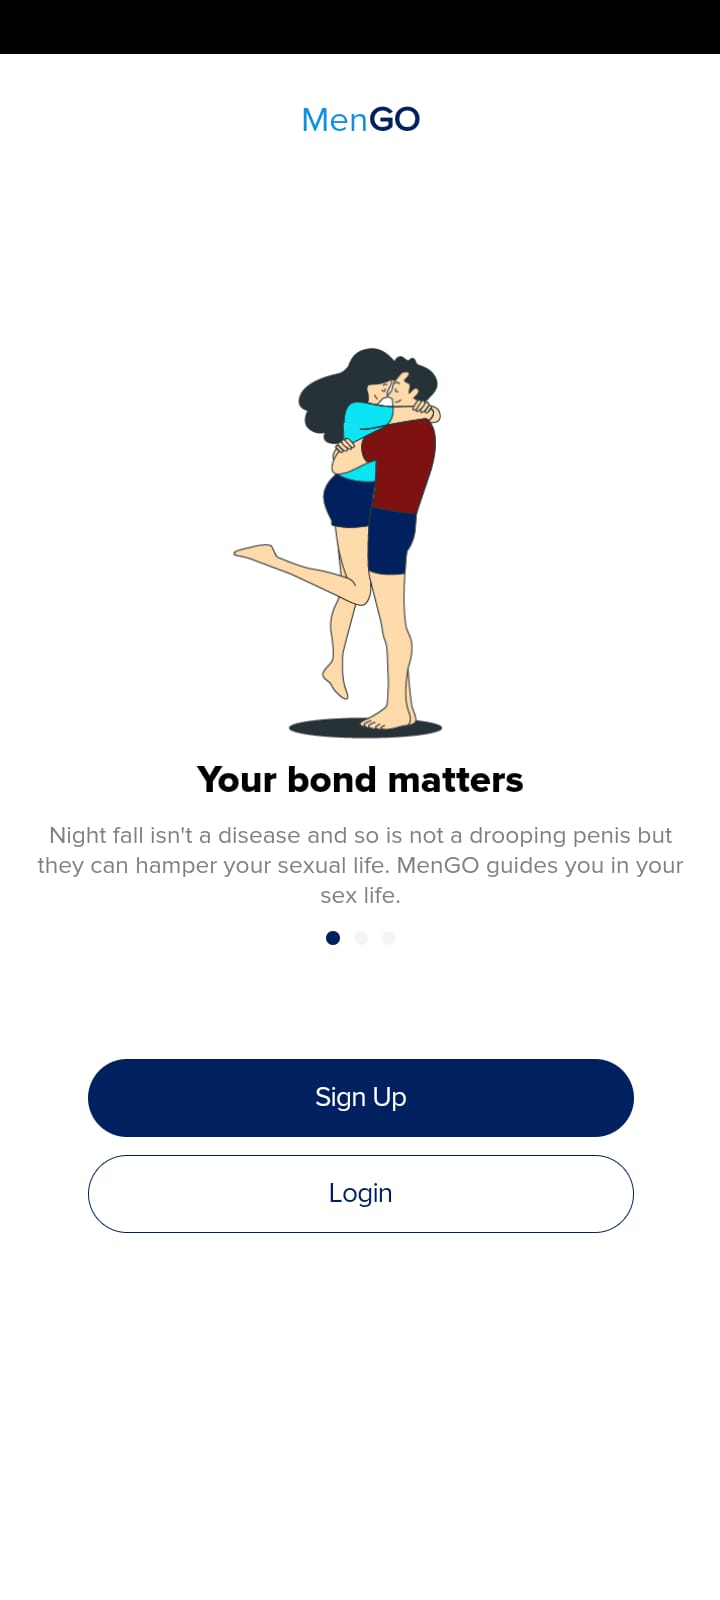 MenGO
Your bond matters
Night fall isn't a disease and so is not a drooping penis but
they can hamper your sexual life. MenGO guides you in your
sex life.
Sign Up
Login